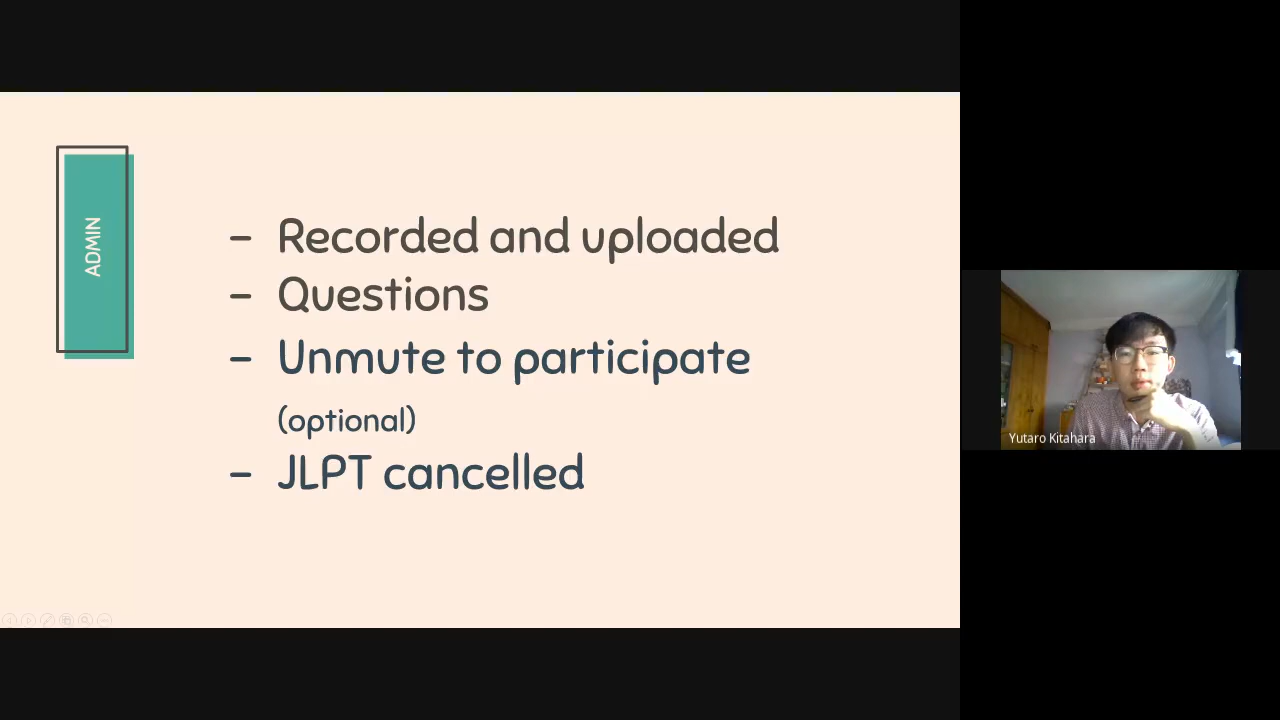 ADMIN
- Recorded and uploaded
- Questions
- Unmute to participate
(optional)
- JLPT cancelled
Yutaro Kitahara